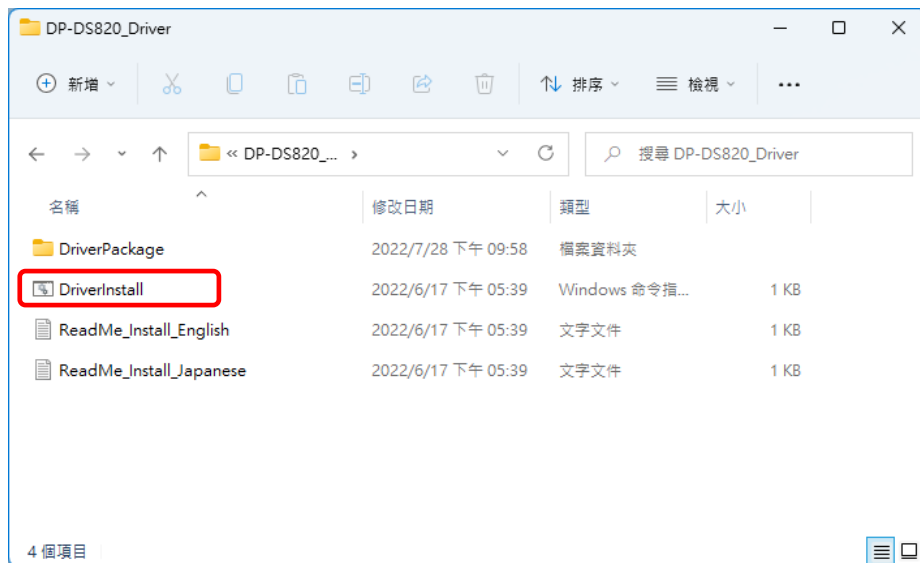 DP-DS820_Driver
新增 排序 檢視
« DP-DS820_... 搜尋 DP-DS820_Driver
名稱 修改日期 類型 大小
DriverPackage 2022/7/28 下午 09:58 檔案資料夾
DriverInstall 2022/6/17 下午 05:39 Windows 命令指... 1 KB
ReadMe_Install_English 2022/6/17 下午 05:39 文字文件 1 KB
ReadMe_Install_Japanese 2022/6/17 下午 05:39 文字文件 1 KB
4 個項目